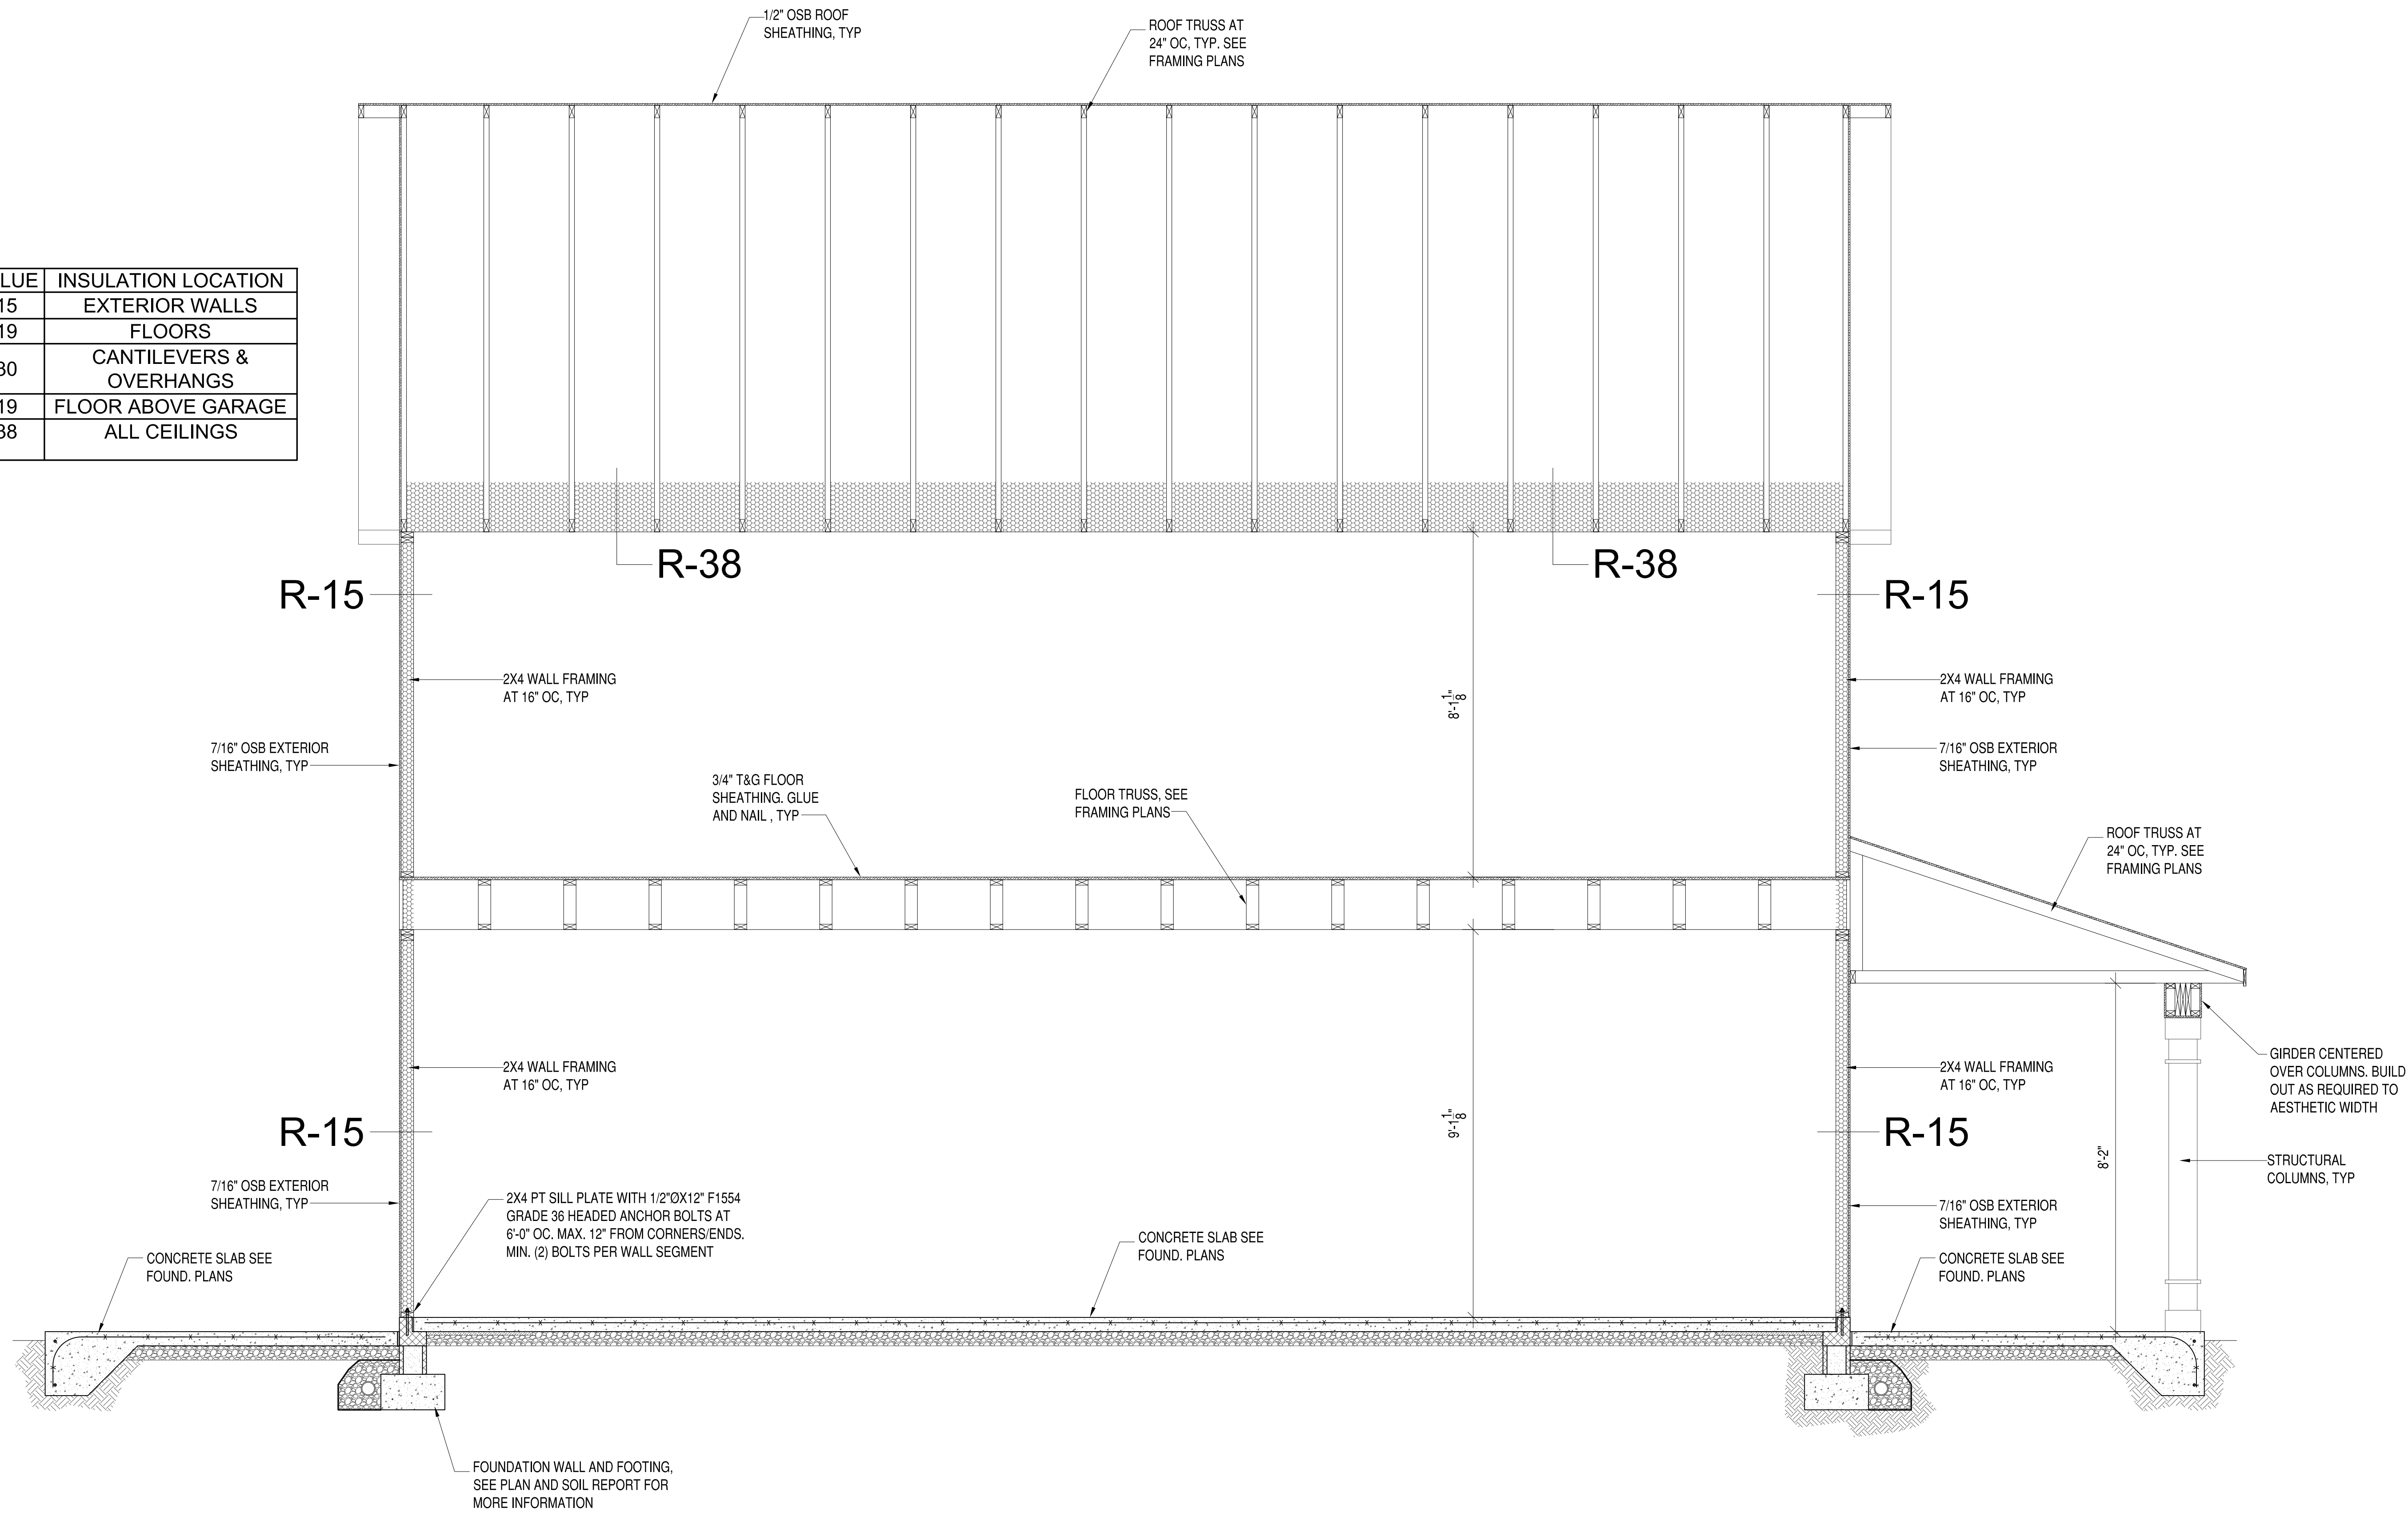 1/2" OSB ROOF
SHEATHING, TYP
ROOF TRUSS AT
24" OC, TYP. SEE
FRAMING PLANS
LUE INSULATION LOCATION
15 EXTERIOR WALLS
19 FLOORS
30 CANTILEVERS &
OVERHANGS
19 FLOOR ABOVE GARAGE
38 ALL CEILINGS
R-38
R-38
R-15
R-15
2X4 WALL FRAMING
AT 16" OC, TYP
2X4 WALL FRAMING
AT 16" OC, TYP
8'-1 1/8"
7/16" OSB EXTERIOR
SHEATHING, TYP
7/16" OSB EXTERIOR
SHEATHING, TYP
3/4" T&G FLOOR
SHEATHING. GLUE
AND NAIL , TYP
FLOOR TRUSS, SEE
FRAMING PLANS
ROOF TRUSS AT
24" OC, TYP. SEE
FRAMING PLANS
2X4 WALL FRAMING
AT 16" OC, TYP
2X4 WALL FRAMING
AT 16" OC, TYP
GIRDER CENTERED
OVER COLUMNS. BUILD
OUT AS REQUIRED TO
AESTHETIC WIDTH
R-15
9'-1 1/8"
R-15
8'-2"
STRUCTURAL
COLUMNS, TYP
7/16" OSB EXTERIOR
SHEATHING, TYP
2X4 PT SILL PLATE WITH 1/2"ØX12" F1554
GRADE 36 HEADED ANCHOR BOLTS AT
6'-0" OC. MAX. 12" FROM CORNERS/ENDS.
MIN. (2) BOLTS PER WALL SEGMENT
7/16" OSB EXTERIOR
SHEATHING, TYP
CONCRETE SLAB SEE
FOUND. PLANS
CONCRETE SLAB SEE
FOUND. PLANS
CONCRETE SLAB SEE
FOUND. PLANS
FOUNDATION WALL AND FOOTING,
SEE PLAN AND SOIL REPORT FOR
MORE INFORMATION